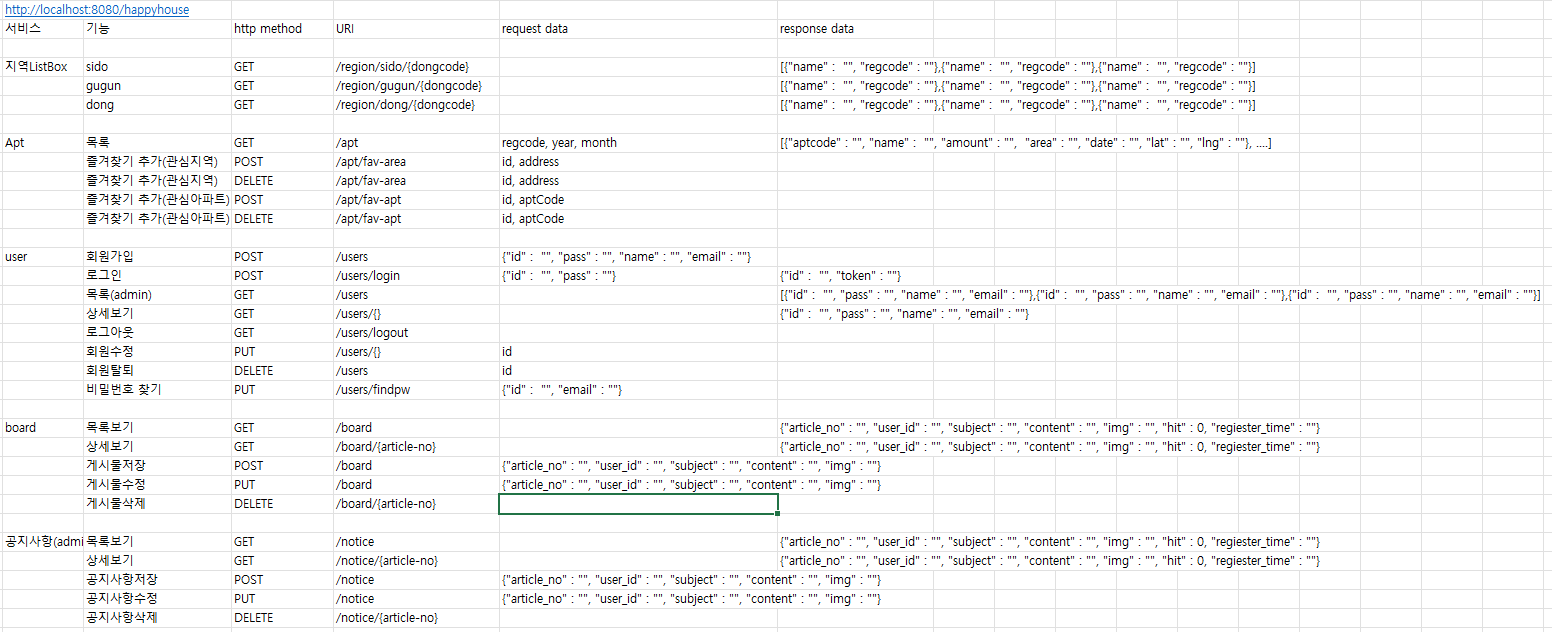 http://localhost:8080/happyhouse
서비스 기능 http method URI request data response data
지역ListBox sido GET /region/sido/{dongcode} [{"name" :  "", "regcode" : ""},{"name" :  "", "regcode" : ""},{"name" :  "", "regcode" : ""}]
gugun GET /region/gugun/{dongcode} [{"name" :  "", "regcode" : ""},{"name" :  "", "regcode" : ""},{"name" :  "", "regcode" : ""}]
dong GET /region/dong/{dongcode} [{"name" :  "", "regcode" : ""},{"name" :  "", "regcode" : ""},{"name" :  "", "regcode" : ""}]
Apt 목록 GET /apt regcode, year, month [{"aptcode" : "", "name" :  "", "amount" : "",  "area" : "", "date" : "", "lat" : "", "lng" : ""}, ....]
즐겨찾기 추가(관심지역) POST /apt/fav-area id, address
즐겨찾기 추가(관심지역) DELETE /apt/fav-area id, address
즐겨찾기 추가(관심아파트) POST /apt/fav-apt id, aptCode
즐겨찾기 추가(관심아파트) DELETE /apt/fav-apt id, aptCode
user 회원가입 POST /users {"id" :  "", "pass" : "", "name" : "", "email" : ""}
로그인 POST /users/login {"id" :  "", "pass" : ""} {"id" :  "", "token" : ""}
목록(admin) GET /users [{"id" :  "", "pass" : "", "name" : "", "email" : ""},{"id" :  "", "pass" : "", "name" : "", "email" : ""},{"id" :  "", "pass" : "", "name" : "", "email" : ""}]
상세보기 GET /users/{} {"id" :  "", "pass" : "", "name" : "", "email" : ""}
로그아웃 GET /users/logout
회원수정 PUT /users/{} id
회원탈퇴 DELETE /users id
비밀번호 찾기 PUT /users/findpw {"id" :  "", "email" : ""}
board 목록보기 GET /board {"article_no" : "", "user_id" : "", "subject" : "", "content" : "", "img" : "", "hit" : 0, "regiester_time" : ""}
상세보기 GET /board/{article-no} {"article_no" : "", "user_id" : "", "subject" : "", "content" : "", "img" : "", "hit" : 0, "regiester_time" : ""}
게시물저장 POST /board {"article_no" : "", "user_id" : "", "subject" : "", "content" : "", "img" : ""}
게시물수정 PUT /board {"article_no" : "", "user_id" : "", "subject" : "", "content" : "", "img" : ""}
게시물삭제 DELETE /board/{article-no}
공지사항(admi 목록보기 GET /notice {"article_no" : "", "user_id" : "", "subject" : "", "content" : "", "img" : "", "hit" : 0, "regiester_time" : ""}
상세보기 GET /notice/{article-no} {"article_no" : "", "user_id" : "", "subject" : "", "content" : "", "img" : "", "hit" : 0, "regiester_time" : ""}
공지사항저장 POST /notice {"article_no" : "", "user_id" : "", "subject" : "", "content" : "", "img" : ""}
공지사항수정 PUT /notice {"article_no" : "", "user_id" : "", "subject" : "", "content" : "", "img" : ""}
공지사항삭제 DELETE /notice/{article-no}